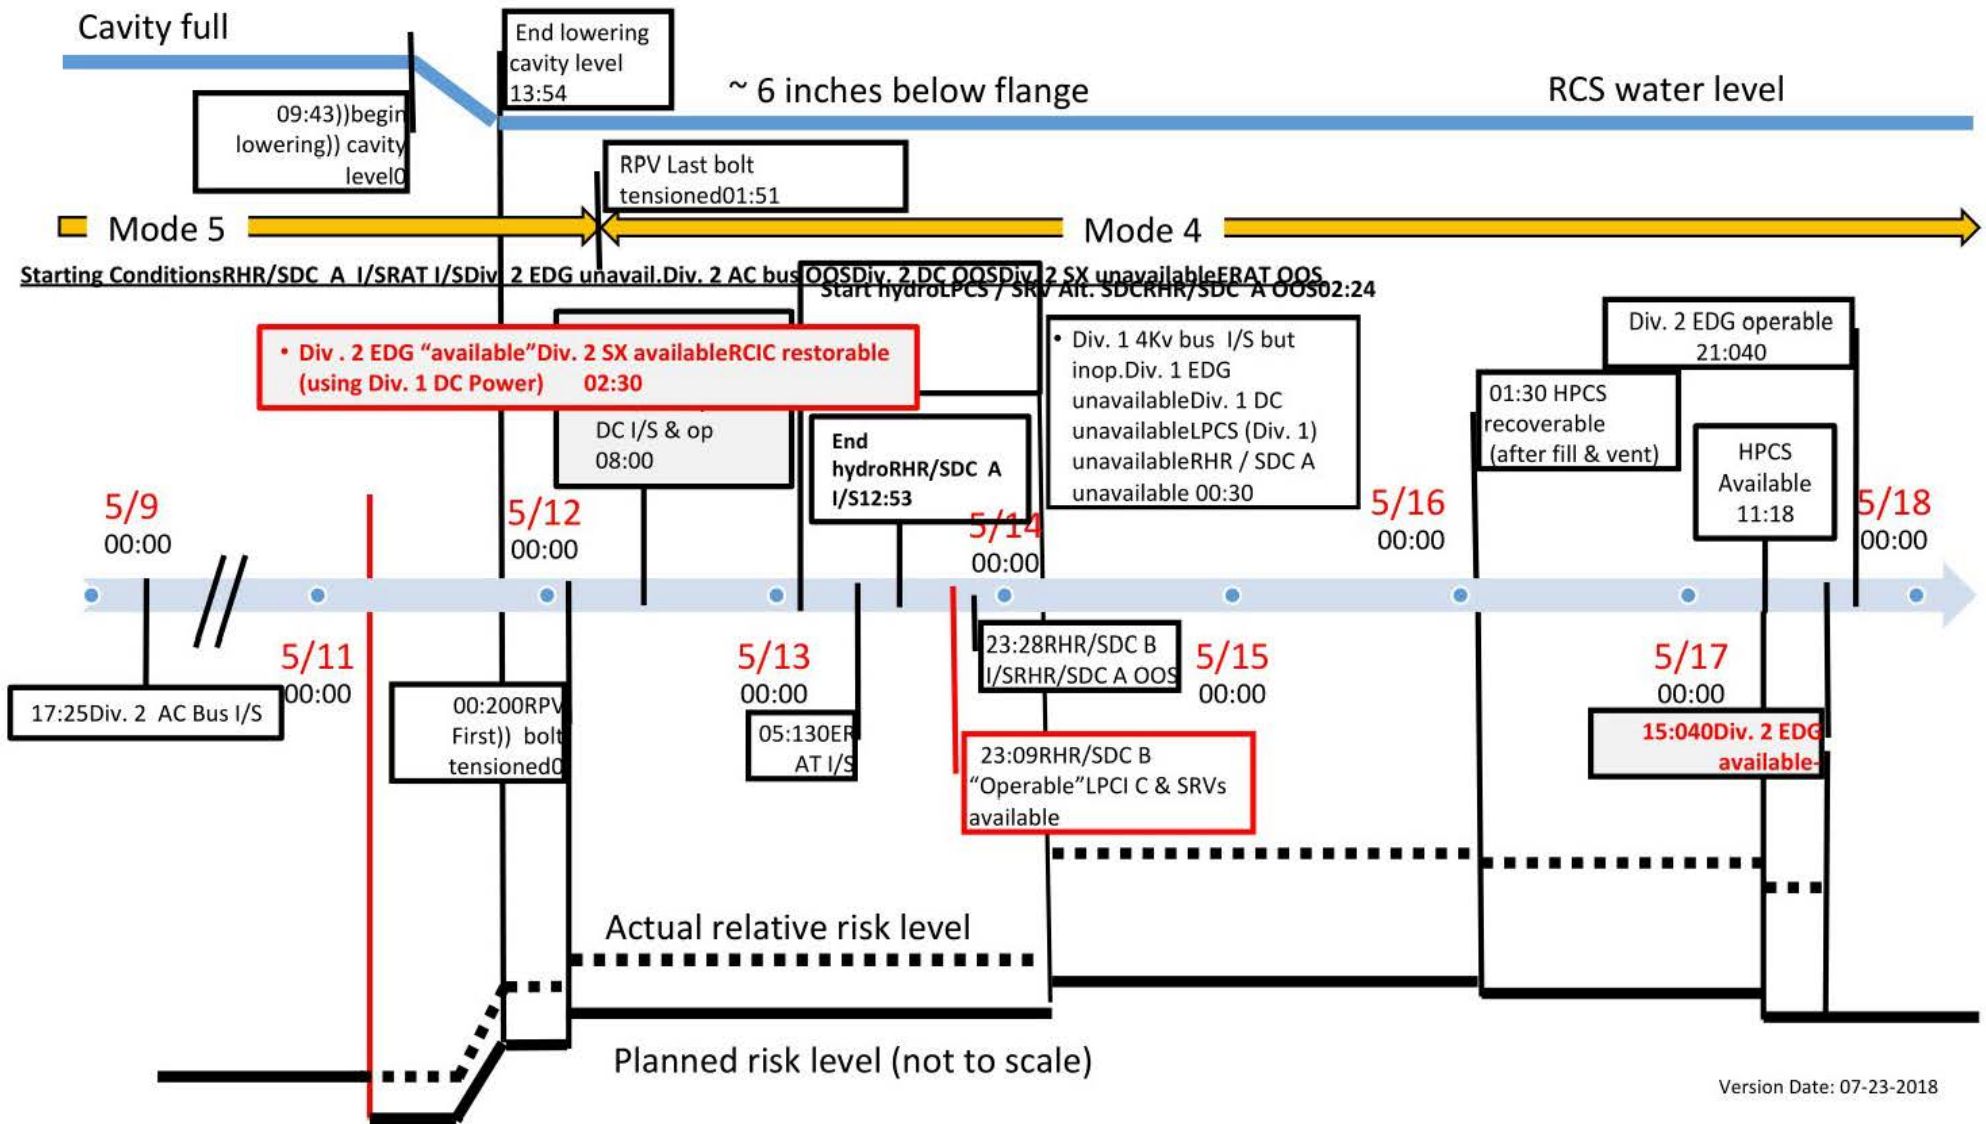 Cavity full
End lowering
cavity level
13:54
~ 6 inches below flange
RCS water level
09:43))begin
lowering)) cavity
level0
RPV Last bolt
tensioned01:51
Mode 5
Mode 4
Starting ConditionsRHR/SDC A I/SRAT I/SDiv. 2 EDG unavail.Div. 2 AC bus OOSDiv. 2 DC OOSDiv. 2 SX unavailableERAT OOS
Start hydroLPCS / SRV Alt. SDCRHR/SDC A OOS02:24
• Div . 2 EDG “available”Div. 2 SX availableRCIC restorable
(using Div. 1 DC Power) 02:30
DC I/S & op
08:00
End
hydroRHR/SDC A
I/S12:53
• Div. 1 4Kv bus I/S but
inop.Div. 1 EDG
unavailableDiv. 1 DC
unavailableLPCS (Div. 1)
unavailableRHR / SDC A
unavailable 00:30
Div. 2 EDG operable
21:040
01:30 HPCS
recoverable
(after fill & vent)
HPCS
Available
11:18
5/9
00:00
5/12
00:00
5/14
00:00
5/16
00:00
5/18
00:00
5/11
00:00
5/13
00:00
5/15
00:00
5/17
00:00
17:25Div. 2 AC Bus I/S
00:200RPV
First)) bolt
tensioned0
05:130ER
AT I/S
23:28RHR/SDC B
I/SRHR/SDC A OOS
23:09RHR/SDC B
“Operable”LPCI C & SRVs
available
15:040Div. 2 EDG
available-
Actual relative risk level
Planned risk level (not to scale)
Version Date: 07-23-2018